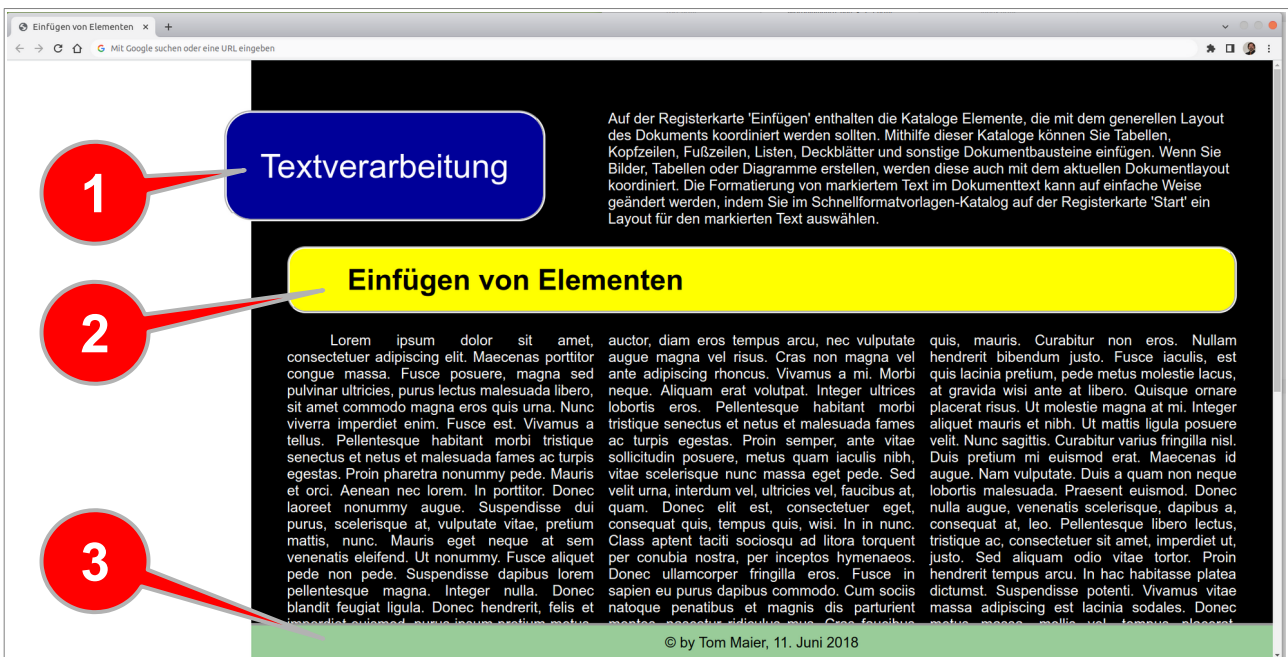 Einfügen von Elementen
Mit Google suchen oder eine URL eingeben
1
Textverarbeitung
Auf der Registerkarte 'Einfügen' enthalten die Kataloge Elemente, die mit dem generellen Layout
des Dokuments koordiniert werden sollten. Mithilfe dieser Kataloge können Sie Tabellen,
Kopfzeilen, Fußzeilen, Listen, Deckblätter und sonstige Dokumentbausteine einfügen. Wenn Sie
Bilder, Tabellen oder Diagramme erstellen, werden diese auch mit dem aktuellen Dokumentlayout
koordiniert. Die Formatierung von markiertem Text im Dokumenttext kann auf einfache Weise
geändert werden, indem Sie im Schnellformatvorlagen-Katalog auf der Registerkarte 'Start' ein
Layout für den markierten Text auswählen.
2
Einfügen von Elementen
Lorem ipsum dolor sit amet,
consectetuer adipiscing elit. Maecenas porttitor
congue massa. Fusce posuere, magna sed
pulvinar ultricies, purus lectus malesuada libero,
sit amet commodo magna eros quis urna. Nunc
viverra imperdiet enim. Fusce est. Vivamus a
tellus. Pellentesque habitant morbi tristique
senectus et netus et malesuada fames ac turpis
egestas. Proin pharetra nonummy pede. Mauris
et orci. Aenean nec lorem. In porttitor. Donec
laoreet nonummy augue. Suspendisse dui
purus, scelerisque at, vulputate vitae, pretium
mattis, nunc. Mauris eget neque at sem
venenatis eleifend. Ut nonummy. Fusce aliquet
pede non pede. Suspendisse dapibus lorem
pellentesque magna. Integer nulla. Donec
blandit feugiat ligula. Donec hendrerit, felis et
imperdiet euismod, purus ipsum pretium metus,
auctor, diam eros tempus arcu, nec vulputate
augue magna vel risus. Cras non magna vel
ante adipiscing rhoncus. Vivamus a mi. Morbi
neque. Aliquam erat volutpat. Integer ultrices
lobortis eros. Pellentesque habitant morbi
tristique senectus et netus et malesuada fames
ac turpis egestas. Proin semper, ante vitae
sollicitudin posuere, metus quam iaculis nibh,
vitae scelerisque nunc massa eget pede. Sed
velit urna, interdum vel, ultricies vel, faucibus at,
quam. Donec elit est, consectetuer eget,
consequat quis, tempus quis, wisi. In in nunc.
Class aptent taciti sociosqu ad litora torquent
per conubia nostra, per inceptos hymenaeos.
Donec ullamcorper fringilla eros. Fusce in
sapien eu purus dapibus commodo. Cum sociis
natoque penatibus et magnis dis parturient
montes, nascetur ridiculus mus. Cras faucibus
quis, mauris. Curabitur non eros. Nullam
hendrerit bibendum justo. Fusce iaculis, est
quis lacinia pretium, pede metus molestie lacus,
at gravida wisi ante at libero. Quisque ornare
placerat risus. Ut molestie magna at mi. Integer
aliquet mauris et nibh. Ut mattis ligula posuere
velit. Nunc sagittis. Curabitur varius fringilla nisl.
Duis pretium mi euismod erat. Maecenas id
augue. Nam vulputate. Duis a quam non neque
lobortis malesuada. Praesent euismod. Donec
nulla augue, venenatis scelerisque, dapibus a,
consequat at, leo. Pellentesque libero lectus,
tristique ac, consectetuer sit amet, imperdiet ut,
justo. Sed aliquam odio vitae tortor. Proin
hendrerit tempus arcu. In hac habitasse platea
dictumst. Suspendisse potenti. Vivamus vitae
massa adipiscing est lacinia sodales. Donec
metus massa, mollis vel, tempus placerat,
3
© by Tom Maier, 11. Juni 2018